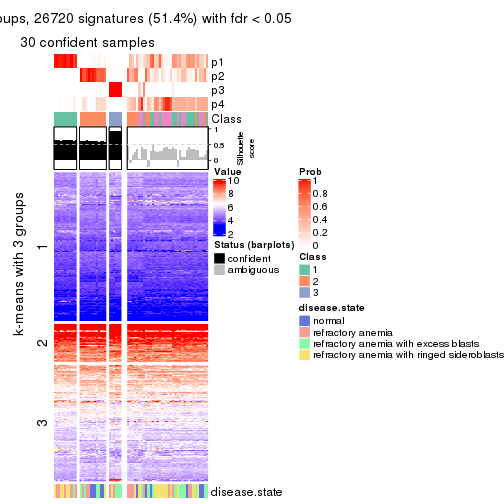 oups, 26720 signatures (51.4%) with fdr < 0.05
30 confident samples
p1
p2
p3
p4
Class
1
0.5
0
Silhouette
score
k-means with 3 groups
1
2
3
disease.state
Value
10
8
6
4
2
Status (barplots)
confident
ambiguous
Prob
1
0.8
0.6
0.4
0.2
0
Class
1
2
3
disease.state
normal
refractory anemia
refractory anemia with excess blasts
refractory anemia with ringed sideroblasts